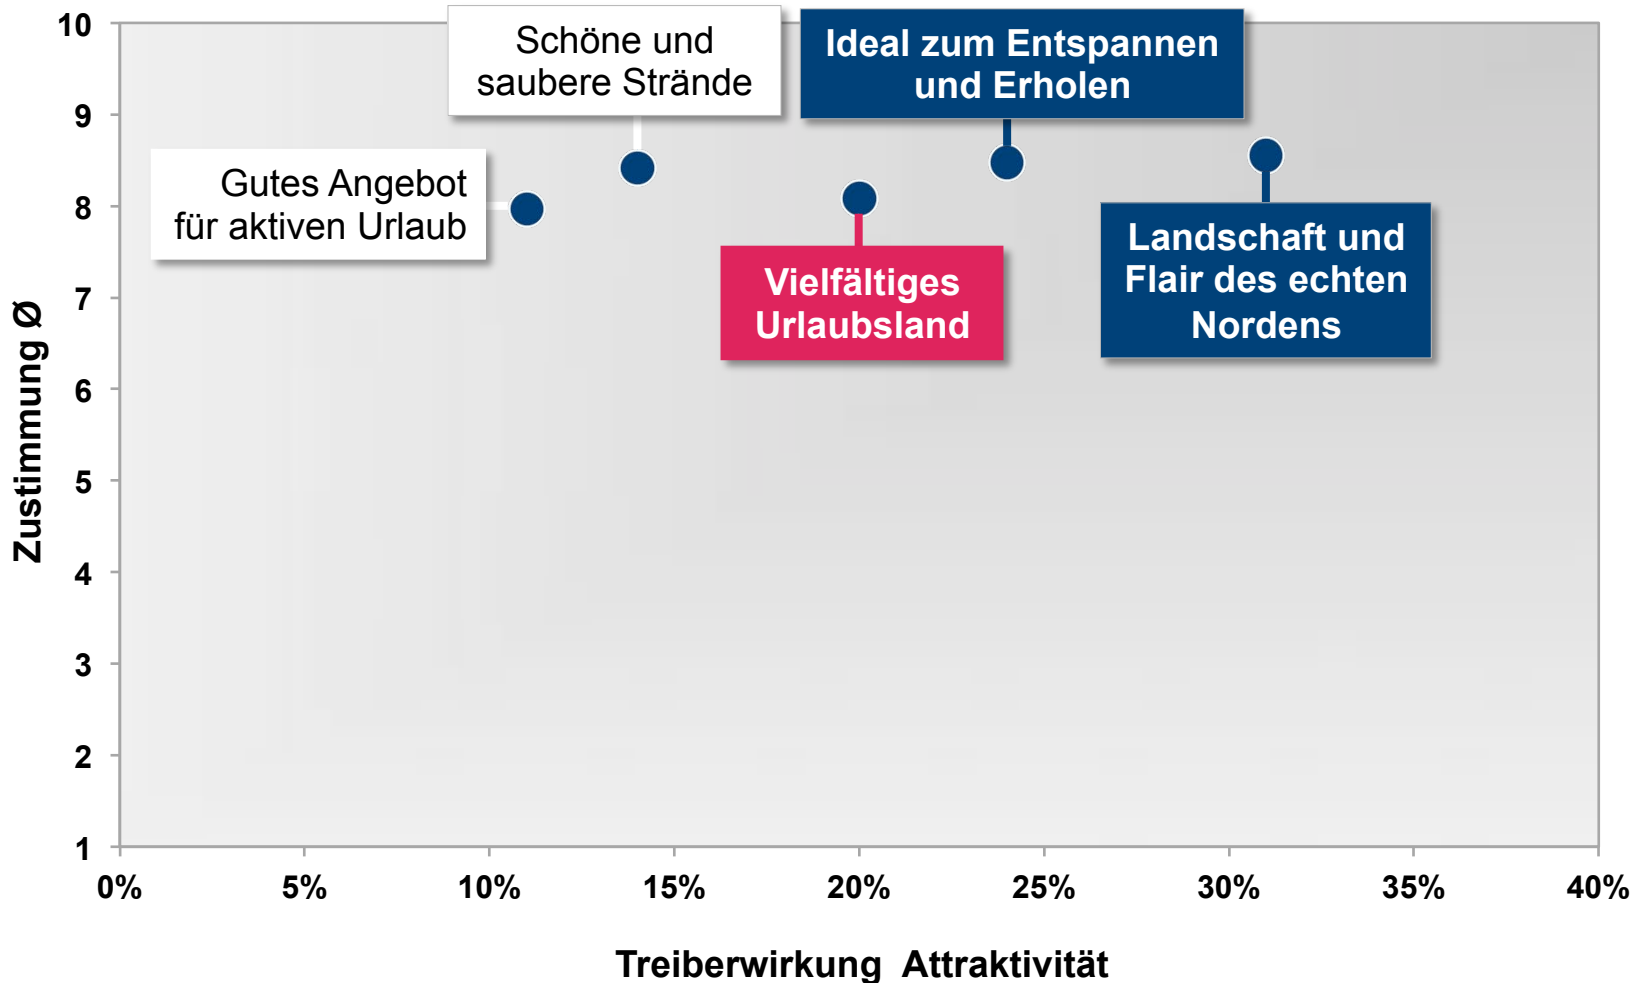 Schöne und
saubere Strände
Ideal zum Entspannen
und Erholen
Gutes Angebot
für aktiven Urlaub
Vielfältiges
Urlaubsland
Landschaft und
Flair des echten
Nordens
Zustimmung Ø
10
9
8
7
6
5
4
3
2
1
0%
5%
10%
15%
20%
25%
30%
35%
40%
Treiberwirkung Attraktivität